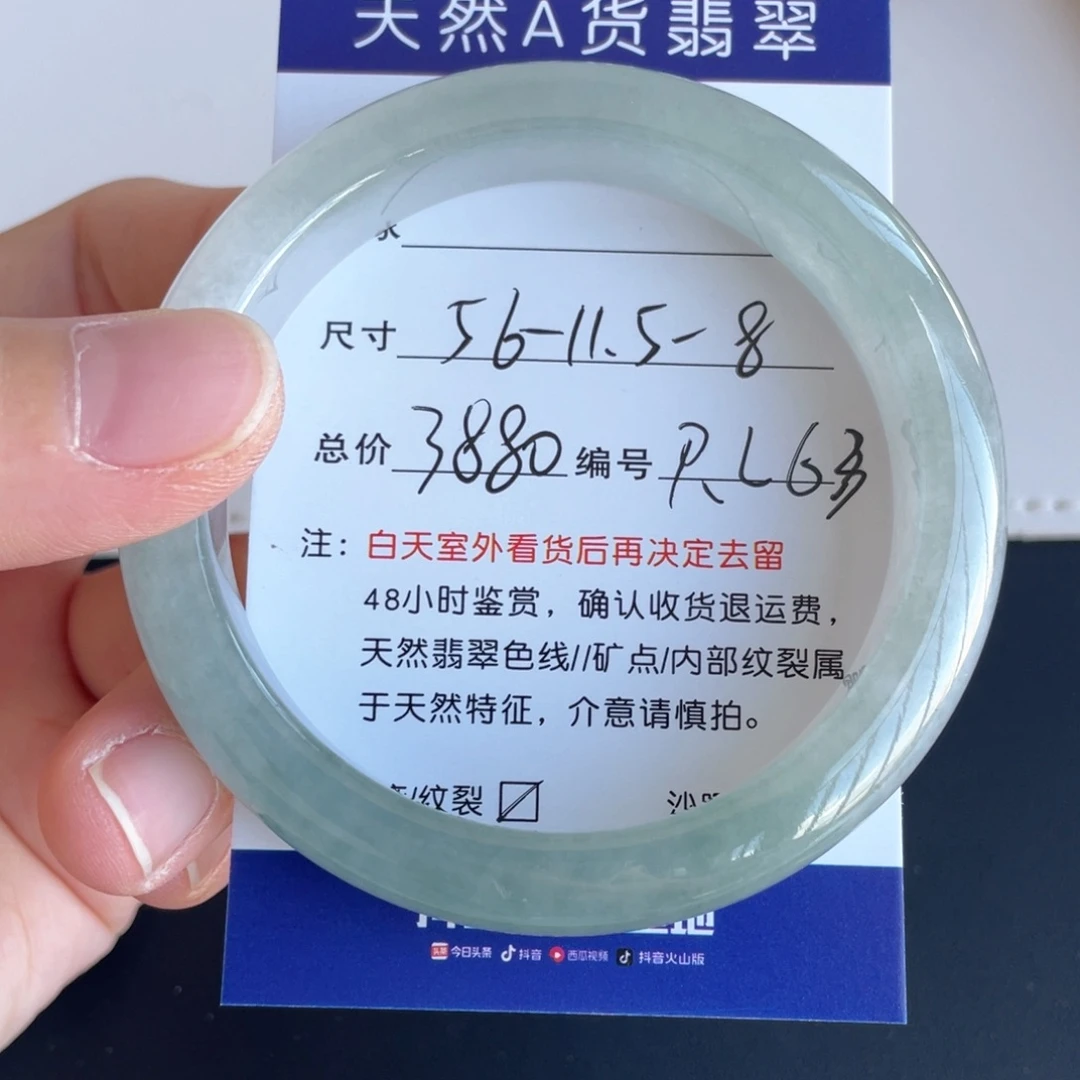 天然A货翡翠
尺寸 56-11.5-8
总价 3880 编号 RL63
注：白天室外看货后再决定去留
48小时鉴赏，确认收货退运费，
天然翡翠色线//矿点/内部纹裂属
于天然特征，介意请慎拍。
/纹裂
今日头条 抖音 西瓜视频 抖音火山版